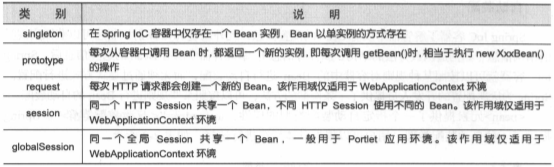 类 别 说 明
singleton 在 Spring IoC 容器中仅存在一个 Bean 实例，Bean 以单实例的方式存在
prototype 每次从容器中调用 Bean 时，都返回一个新的实例，即每次调用 getBean()时，相当于执行 new XxxBean()
的操作
request 每次 HTTP 请求都会创建一个新的 Bean。该作用域仅适用于 WebApplicationContext 环境
session 同一个 HTTP Session 共享一个 Bean，不同 HTTP Session 使用不同的 Bean。该作用域仅适用于
WebApplicationContext 环境
globalSession 同一个全局 Session 共享一个 Bean，一般用于 Portlet 应用环境。该作用域仅适用于
WebApplicationContext 环境